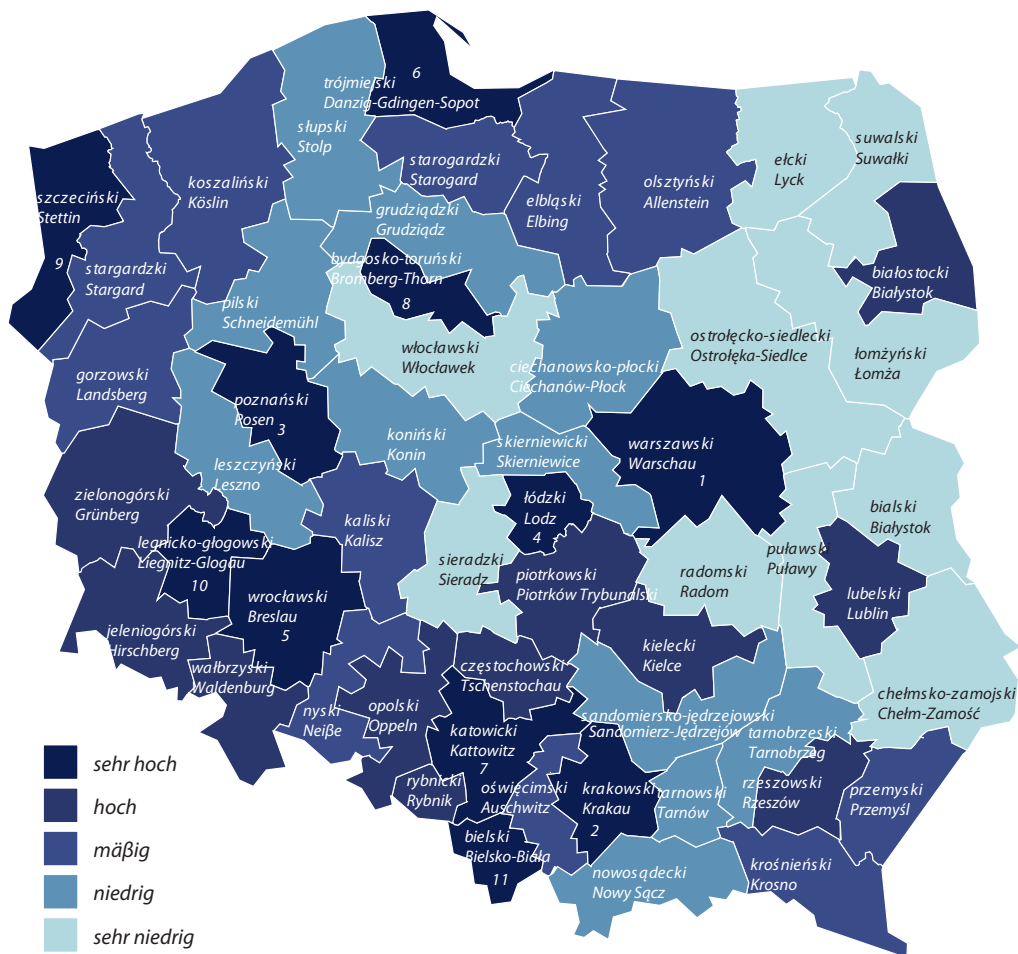 6
trójmiejski
Danzig-Gdingen-Sopot
słupski
Stolp
starogardzki
Starogard
elbląski
Elbing
olsztyński
Allenstein
ełcki
Lyck
suwalski
Suwałki
szczeciński
Stettin
9
koszaliński
Köslin
grudziądzki
Grudziądz
stargardzki
Stargard
bydgosko-toruński
Bromberg-Thorn
8
białostocki
Białystok
pilski
Schneidemühl
ostrołęcko-siedlecki
Ostrołęka-Siedlce
łomżyński
Łomża
włocławski
Włocławek
ciechanowsko-płocki
Ciechanów-Płock
gorzowski
Landsberg
poznański
Posen
3
koniński
Konin
skierniewicki
Skierniewice
warszawski
Warschau
1
leszczyński
Leszno
zielonogórski
Grünberg
łódzki
Lodz
4
bialski
Białystok
kaliski
Kalisz
legnicko-głogowski
Liegnitz-Glogau
10
sieradzki
Sieradz
puławski
Puławy
radomski
Radom
piotrkowski
Piotrków Trybunalski
wrocławski
Breslau
5
lubelski
Lublin
jeleniogórski
Hirschberg
kielecki
Kielce
wałbrzyski
Waldenburg
częstochowski
Tschenstochau
chełmsko-zamojski
Chełm-Zamość
opolski
Oppeln
nyski
Neiße
sandomiersko-jędrzejowski
Sandomierz-Jędrzejów
tarnobrzeski
Tarnobrzeg
katowicki
Kattowitz
7
rybnicki
Rybnik
oświęcimski
Auschwitz
krakowski
Krakau
2
tarnowski
Tarnów
rzeszowski
Rzeszów
przemyski
Przemyśl
bielski
Bielsko-Biała
11
nowosądecki
Nowy Sącz
krośnieński
Krosno
sehr hoch
hoch
mäßig
niedrig
sehr niedrig